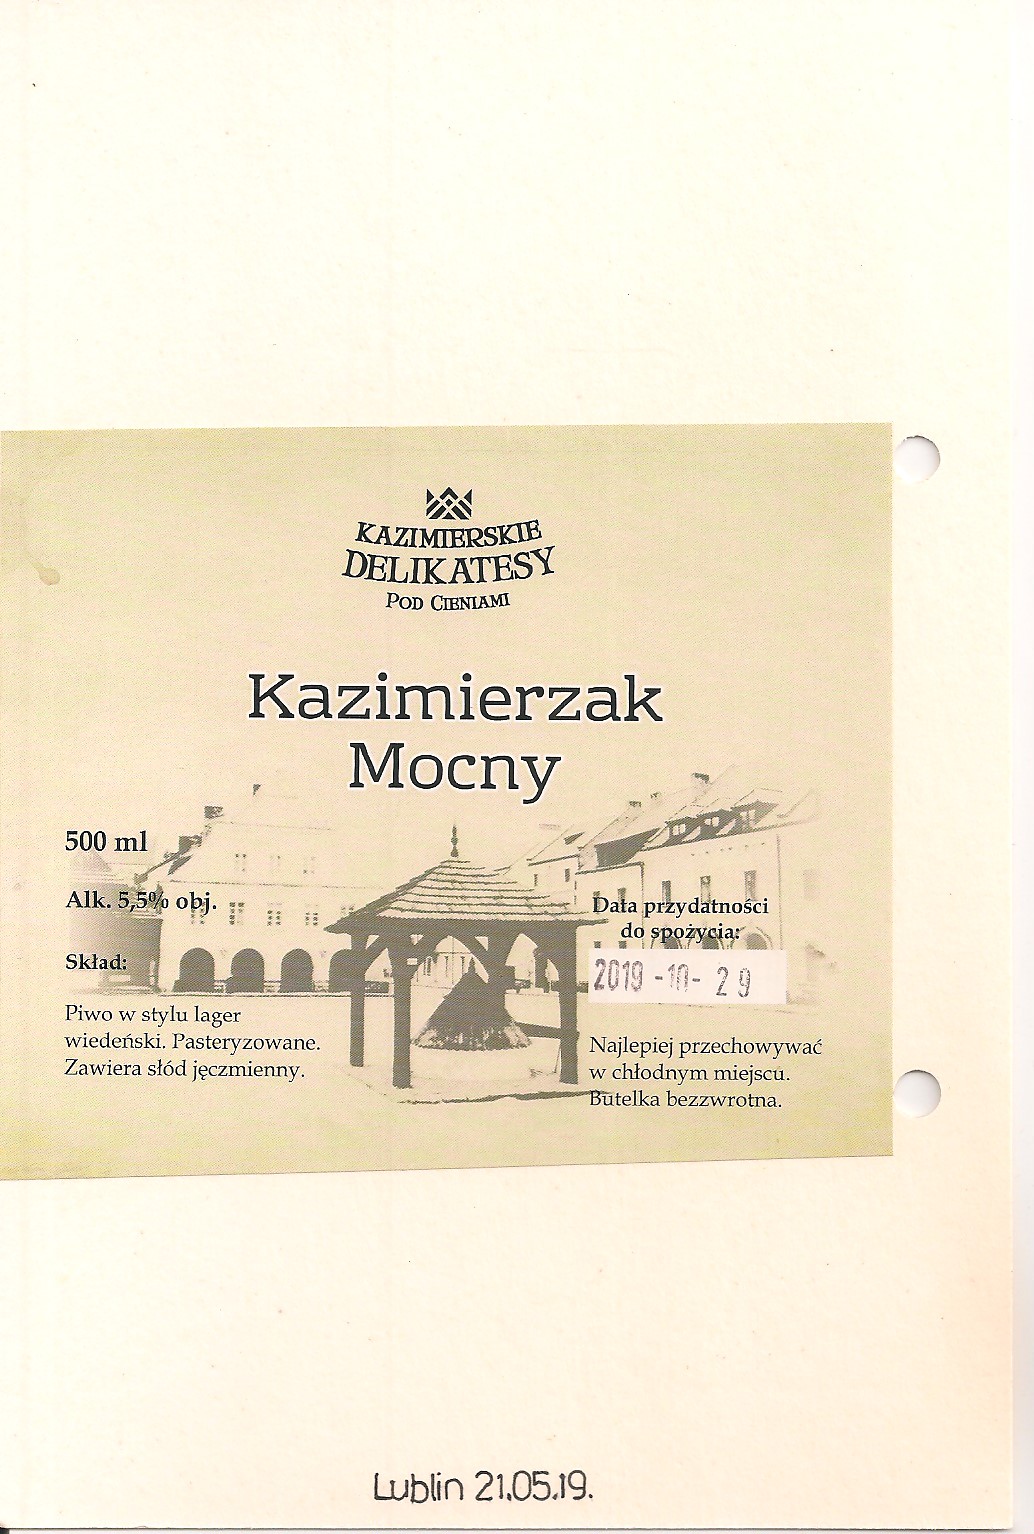 KAZIMIERSKIE
DELIKATESY
POD CIENIAMI
Kazimierzak
Mocny
500 ml
Alk. 5,5% obj.
Skład:
Piwo w stylu lager
wiedeński. Pasteryzowane.
Zawiera słód jęczmienny.
Data przydatności
do spożycia:
2019-10-29
Najlepiej przechowywać
w chłodnym miejscu.
Butelka bezzwrotna.
Lublin 21.05.19.